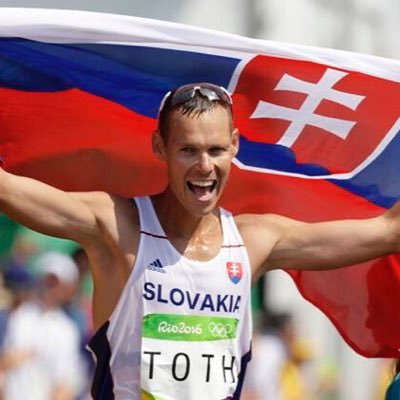 adidas
SLOVAKIA
Rio2016
TOTH